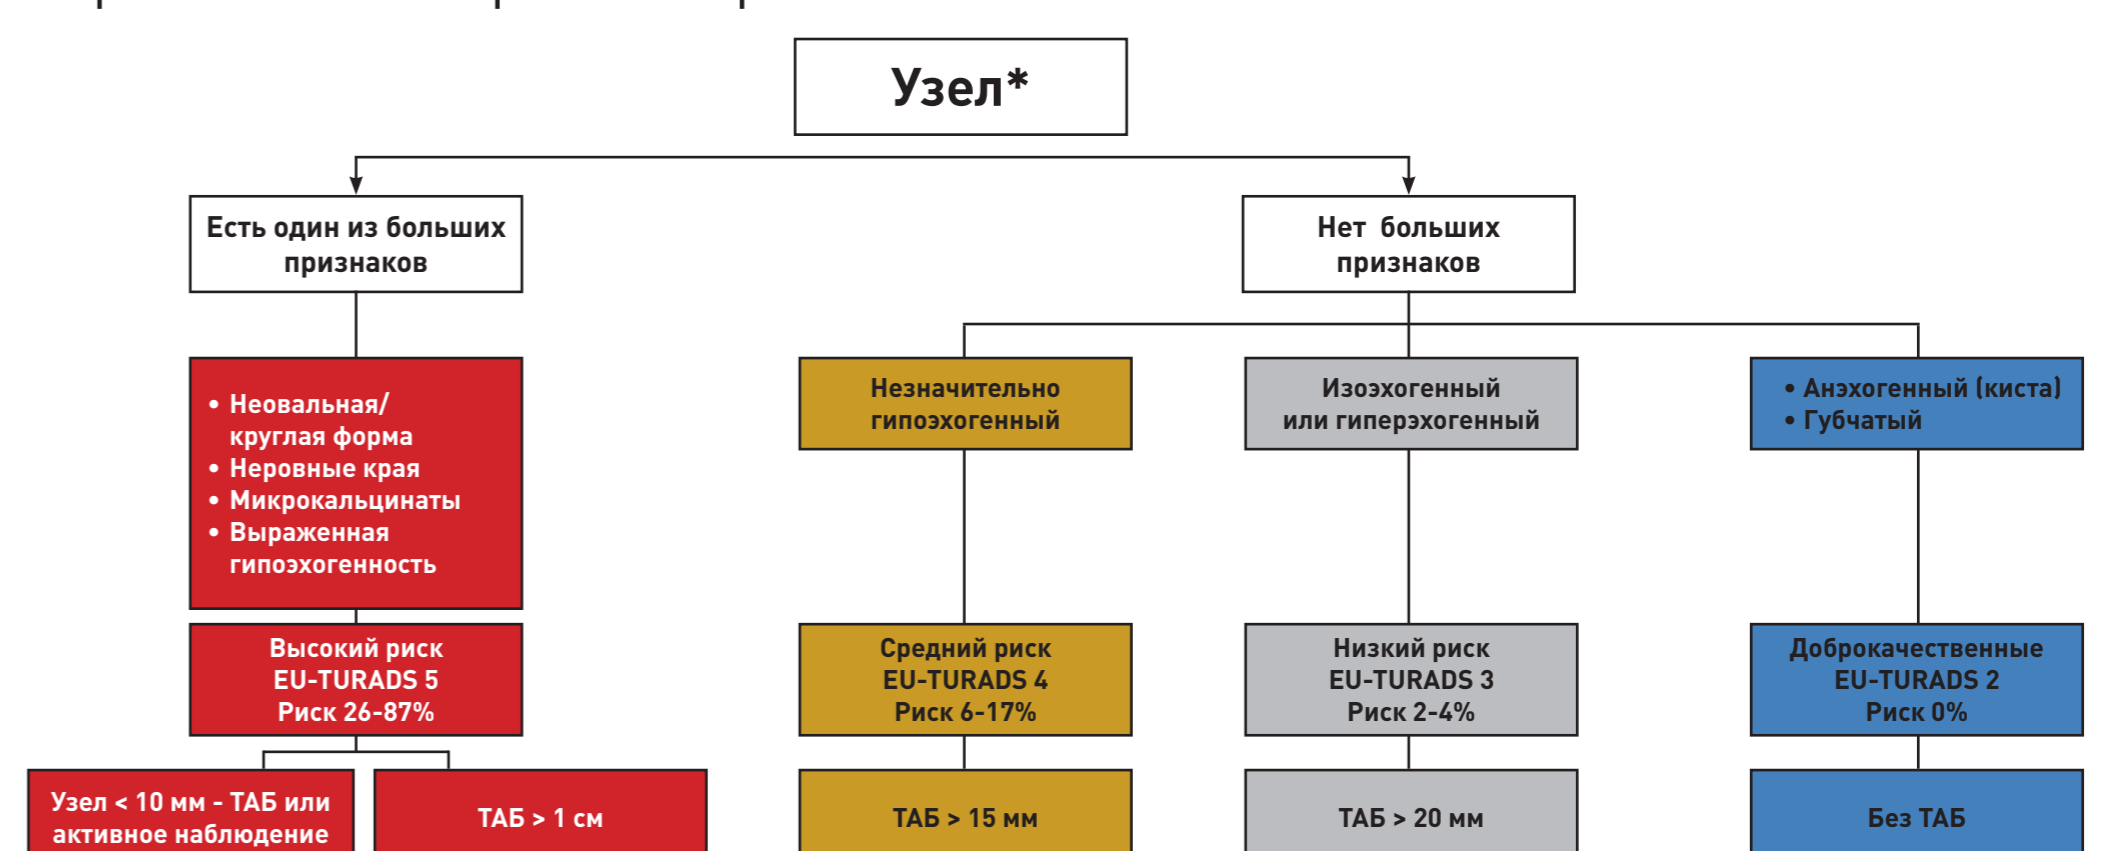 Узел*
Есть один из больших
признаков
Нет больших
признаков
• Неовальная/
круглая форма
• Неровные края
• Микрокальцинаты
• Выраженная
гипоэхогенность
Незначительно
гипоэхогенный
Изоэхогенный
или гиперэхогенный
• Анэхогенный (киста)
• Губчатый
Высокий риск
EU-TURADS 5
Риск 26-87%
Средний риск
EU-TURADS 4
Риск 6-17%
Низкий риск
EU-TURADS 3
Риск 2-4%
Доброкачественные
EU-TURADS 2
Риск 0%
Узел < 10 мм - ТАБ или
активное наблюдение
ТАБ > 1 см
ТАБ > 15 мм
ТАБ > 20 мм
Без ТАБ